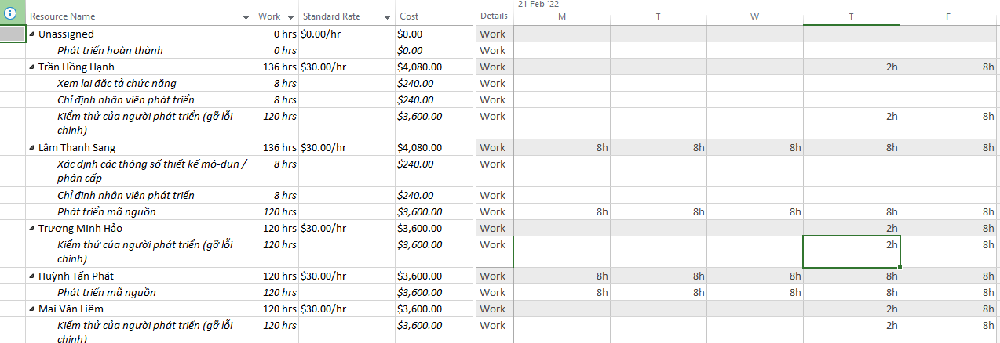 21 Feb '22
Resource Name Work Standard Rate Cost Details M T W T F
Unassigned 0 hrs $0.00/hr $0.00 Work
Phát triển hoàn thành 0 hrs $0.00 Work
Trần Hồng Hạnh 136 hrs $30.00/hr $4,080.00 Work 2h 8h
Xem lại đặc tả chức năng 8 hrs $240.00 Work
Chỉ định nhân viên phát triển 8 hrs $240.00 Work
Kiểm thử của người phát triển (gỡ lỗi 120 hrs $3,600.00 Work 2h 8h
chính)
Lâm Thanh Sang 136 hrs $30.00/hr $4,080.00 Work 8h 8h 8h 8h 8h
Xác định các thông số thiết kế mô-đun / 8 hrs $240.00 Work
phân cấp
Chỉ định nhân viên phát triển 8 hrs $240.00 Work
Phát triển mã nguồn 120 hrs $3,600.00 Work 8h 8h 8h 8h 8h
Trương Minh Hảo 120 hrs $30.00/hr $3,600.00 Work 2h 8h
Kiểm thử của người phát triển (gỡ lỗi 120 hrs $3,600.00 Work 2h 8h
chính)
Huỳnh Tấn Phát 120 hrs $30.00/hr $3,600.00 Work 8h 8h 8h 8h 8h
Phát triển mã nguồn 120 hrs $3,600.00 Work 8h 8h 8h 8h 8h
Mai Văn Liêm 120 hrs $30.00/hr $3,600.00 Work 2h 8h
Kiểm thử của người phát triển (gỡ lỗi 120 hrs $3,600.00 Work 2h 8h
chính)